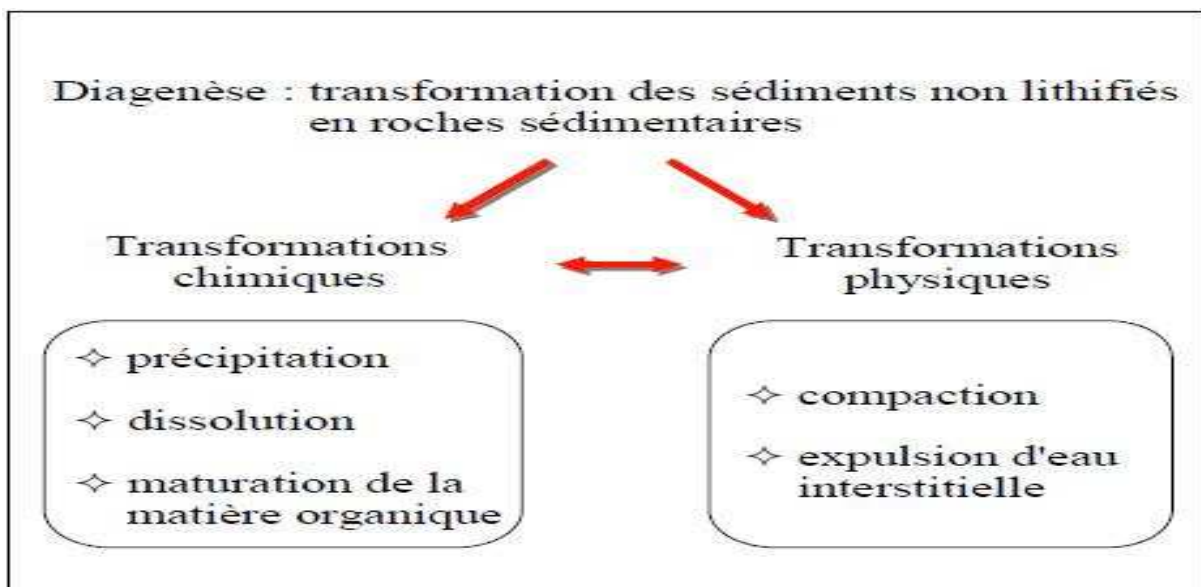 Diagenèse : transformation des sédiments non lithifiés
en roches sédimentaires
Transformations
chimiques
✧ précipitation
✧ dissolution
✧ maturation de la
matière organique
Transformations
physiques
✧ compaction
✧ expulsion d'eau
interstitielle